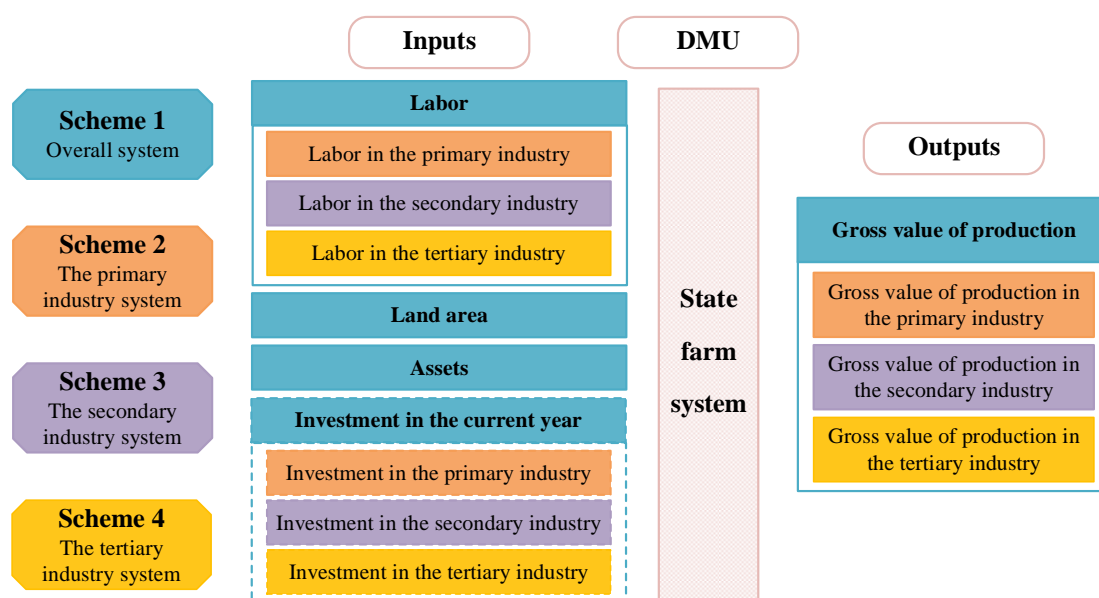 Inputs
DMU
Outputs
Scheme 1
Overall system
Scheme 2
The primary
industry system
Scheme 3
The secondary
industry system
Scheme 4
The tertiary
industry system
Labor
Labor in the primary industry
Labor in the secondary industry
Labor in the tertiary industry
Land area
Assets
Investment in the current year
Investment in the primary industry
Investment in the secondary industry
Investment in the tertiary industry
State
farm
system
Gross value of production
Gross value of production in
the primary industry
Gross value of production in
the secondary industry
Gross value of production in
the tertiary industry